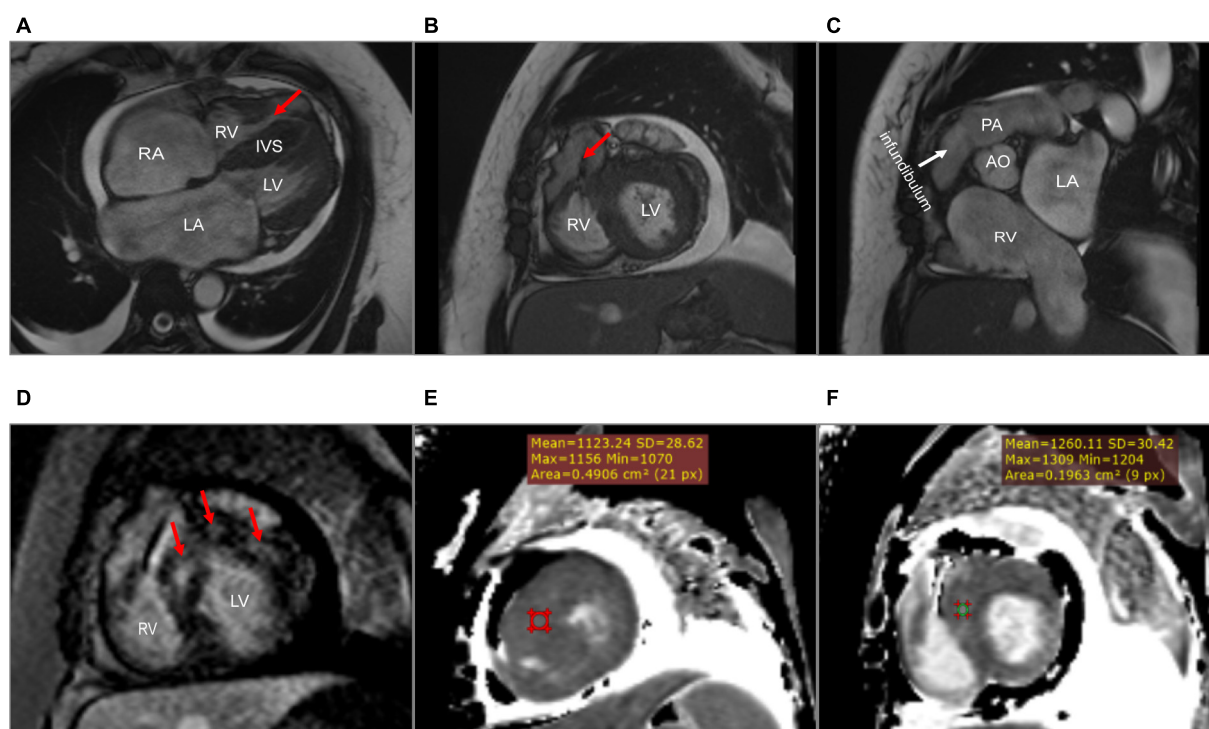 A
B
C
RV
RA
IVS
LV
LA
RV
LV
PA
infundibulum
AO
LA
RV
D
E
F
LV
RV
Mean=1123.24 SD=28.62
Max=1156 Min=1070
Area=0.4906 cm² (21 px)
Mean=1260.11 SD=30.42
Max=1309 Min=1204
Area=0.1963 cm² (9 px)